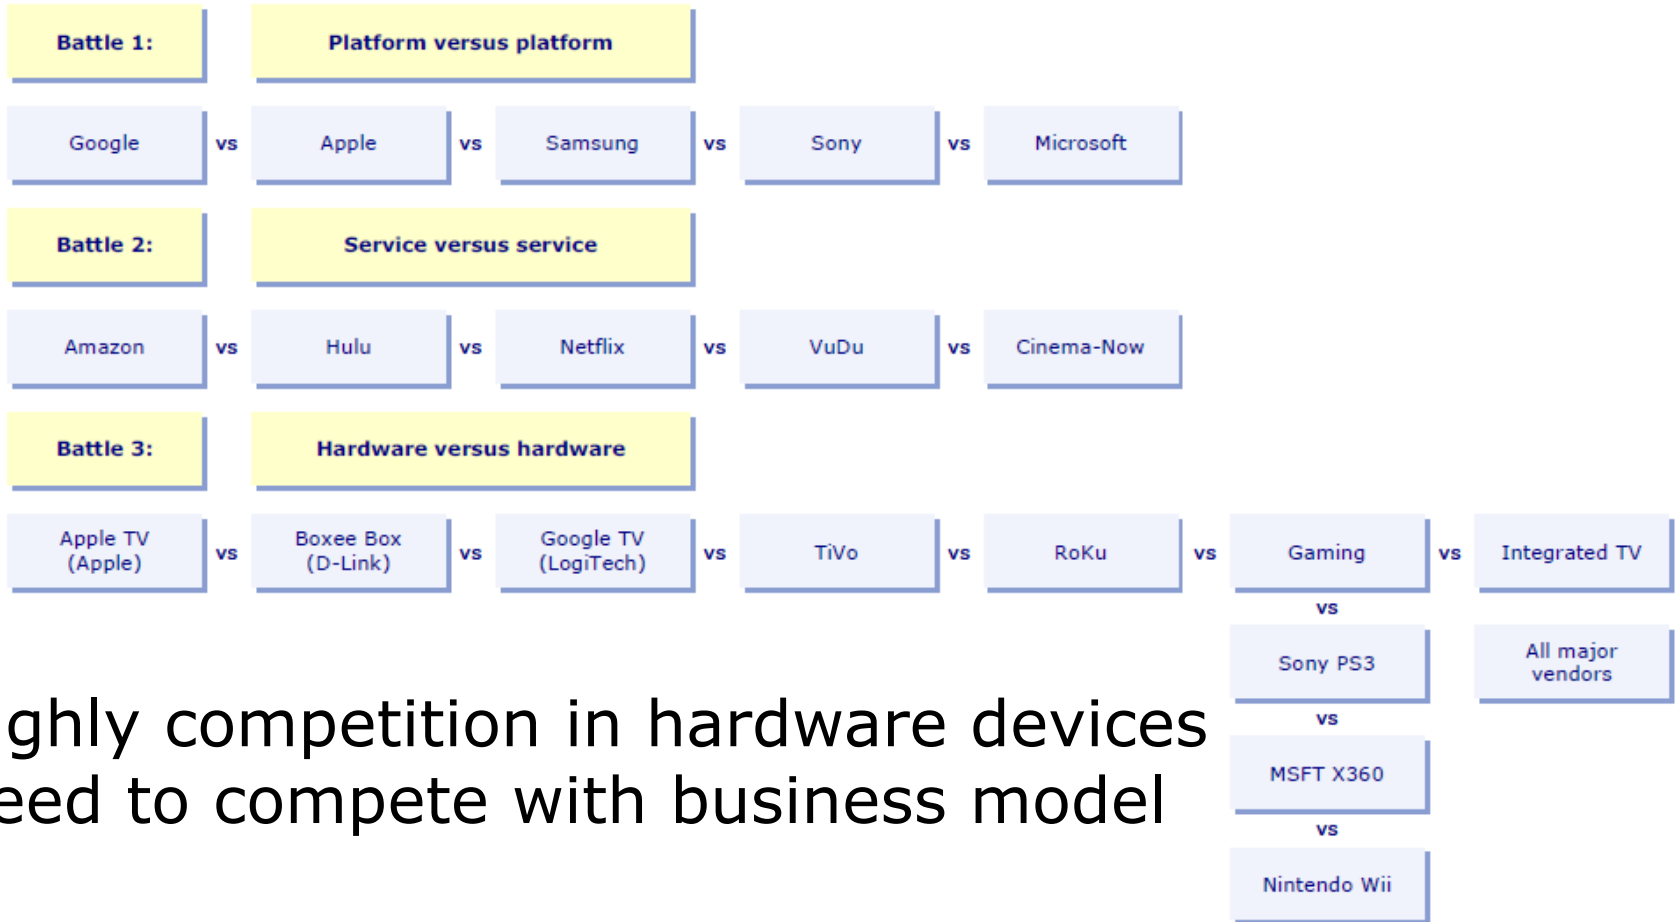 Battle 1: Platform versus platform
Google vs Apple vs Samsung vs Sony vs Microsoft
Battle 2: Service versus service
Amazon vs Hulu vs Netflix vs VuDu vs Cinema-Now
Battle 3: Hardware versus hardware
Apple TV
(Apple)
vs
Boxee Box
(D-Link)
vs
Google TV
(LogiTech)
vs TiVo vs RoKu vs Gaming vs Integrated TV
vs
Sony PS3
All major
vendors
vs
MSFT X360
vs
Nintendo Wii
ghly competition in hardware devices
eed to compete with business model